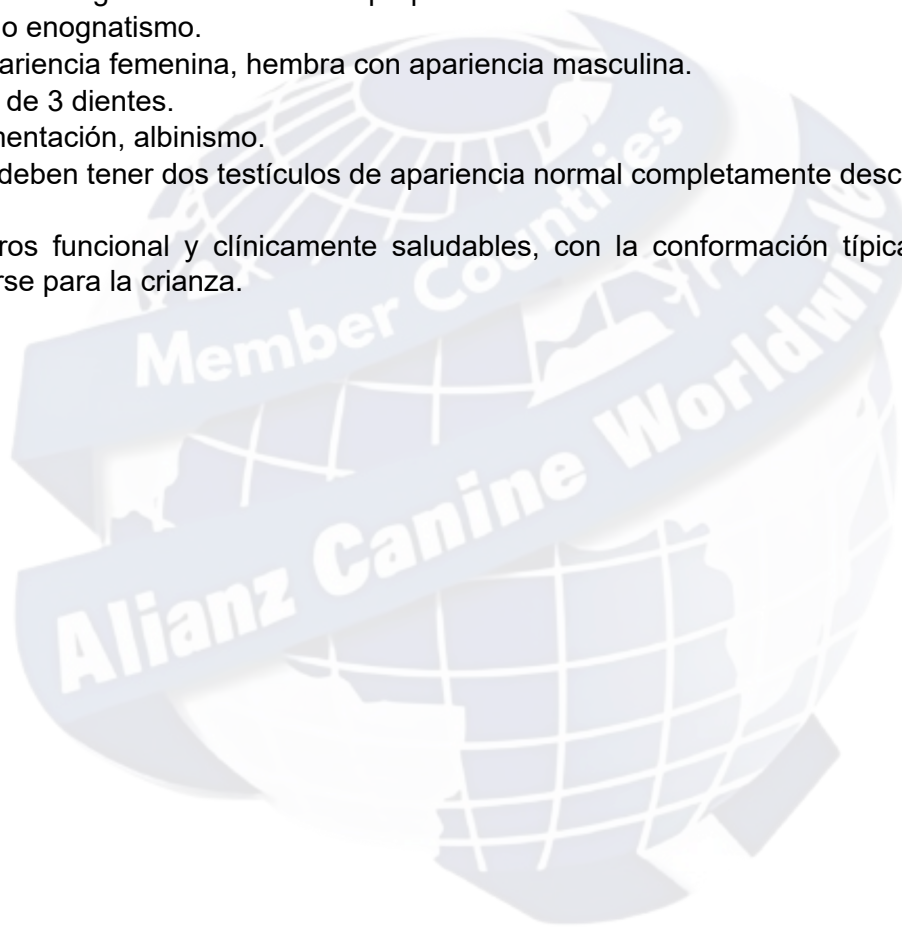 o enognatismo.
ariencia femenina, hembra con apariencia masculina.
de 3 dientes.
mentación, albinismo.
deben tener dos testículos de apariencia normal completamente desc
ros funcional y clínicamente saludables, con la conformación típica
rse para la crianza.
Member Countries
Alianz Canine Worldwide